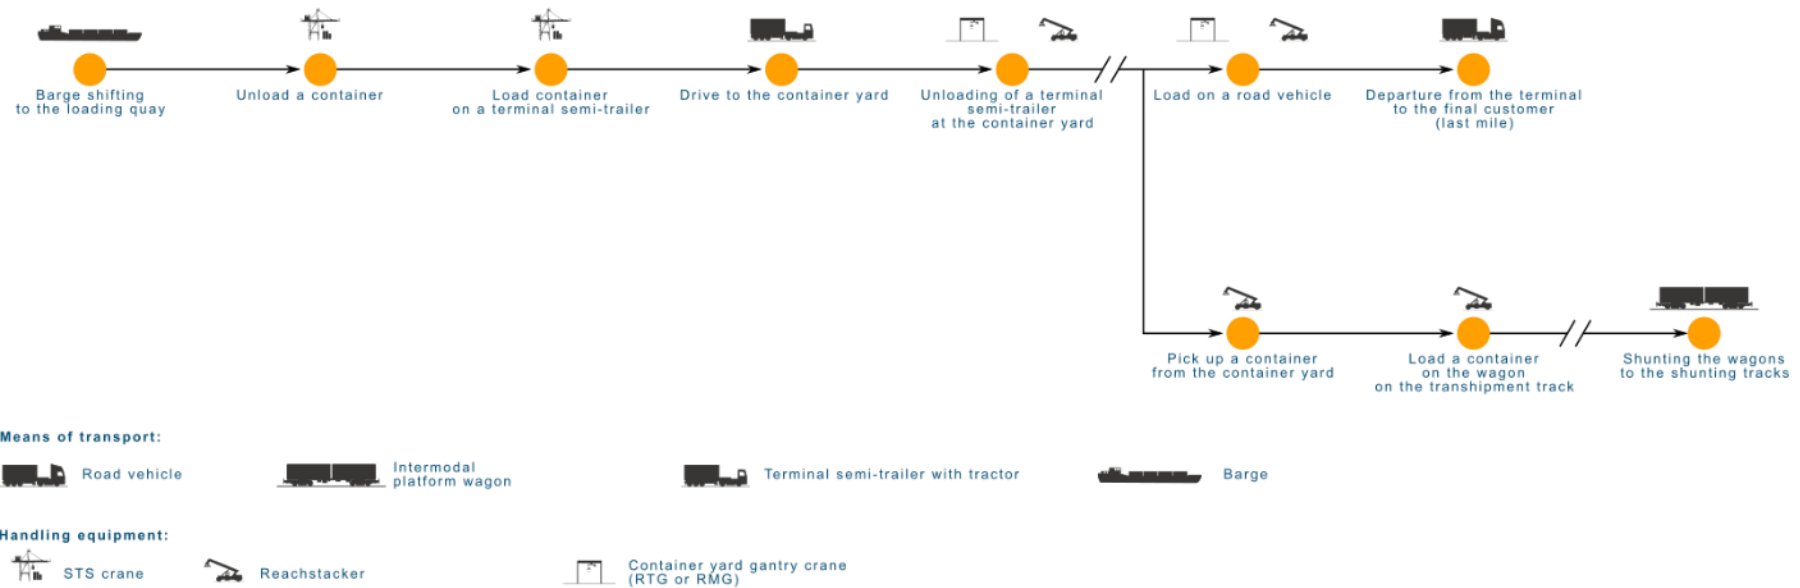 Barge shifting
to the loading quay
Unload a container
Load container
on a terminal semi-trailer
Drive to the container yard
Unloading of a terminal
semi-trailer
at the container yard
Load on a road vehicle
Departure from the terminal
to the final customer
(last mile)
Pick up a container
from the container yard
Load a container
on the wagon
on the transhipment track
Shunting the wagons
to the shunting tracks
Means of transport:
Road vehicle
Intermodal
platform wagon
Terminal semi-trailer with tractor
Barge
Handling equipment:
STS crane
Reachstacker
Container yard gantry crane
(RTG or RMG)